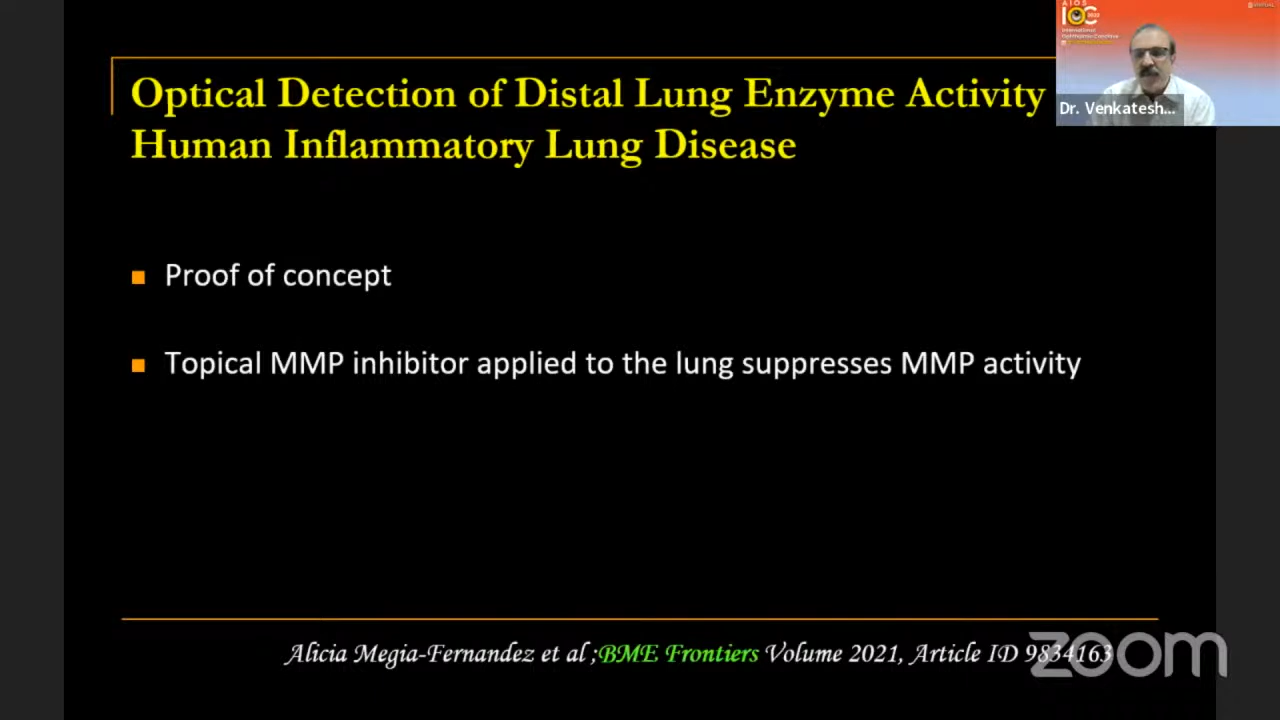 Optical Detection of Distal Lung Enzyme Activity
Human Inflammatory Lung Disease
Proof of concept
Topical MMP inhibitor applied to the lung suppresses MMP activity
Alicia Megia-Fernandez et al ;BME Frontiers Volume 2021, Article ID 9834163
zoom
AIOS
IOC
Dr. Venkatesh...